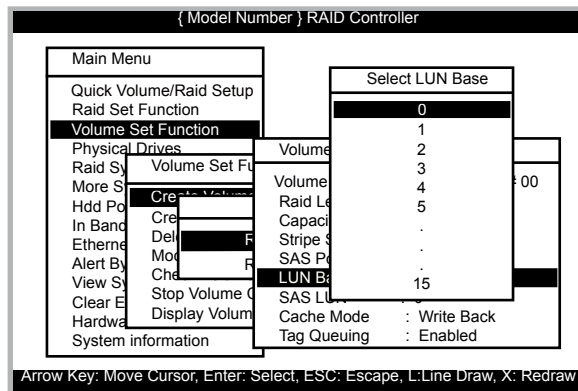 { Model Number } RAID Controller
Main Menu
Quick Volume/Raid Setup
Raid Set Function
Volume Set Function
Physical Drives
Raid Sy
More S
Hdd Po
In Band
Etherne
Alert By
View Sy
Clear E
Hardwa
System information
Volume Set Fu
Cre
Del
Mod
Che
Stop Volume C
Display Volum
R
R
Volume
Volume
00
Raid Le
Capaci
Stripe S
SAS Po
LUN Ba
SAS LUN
Cache Mode : Write Back
Tag Queuing : Enabled
Select LUN Base
0
1
2
3
4
5
.
.
.
15
Arrow Key: Move Cursor, Enter: Select, ESC: Escape, L:Line Draw, X: Redraw